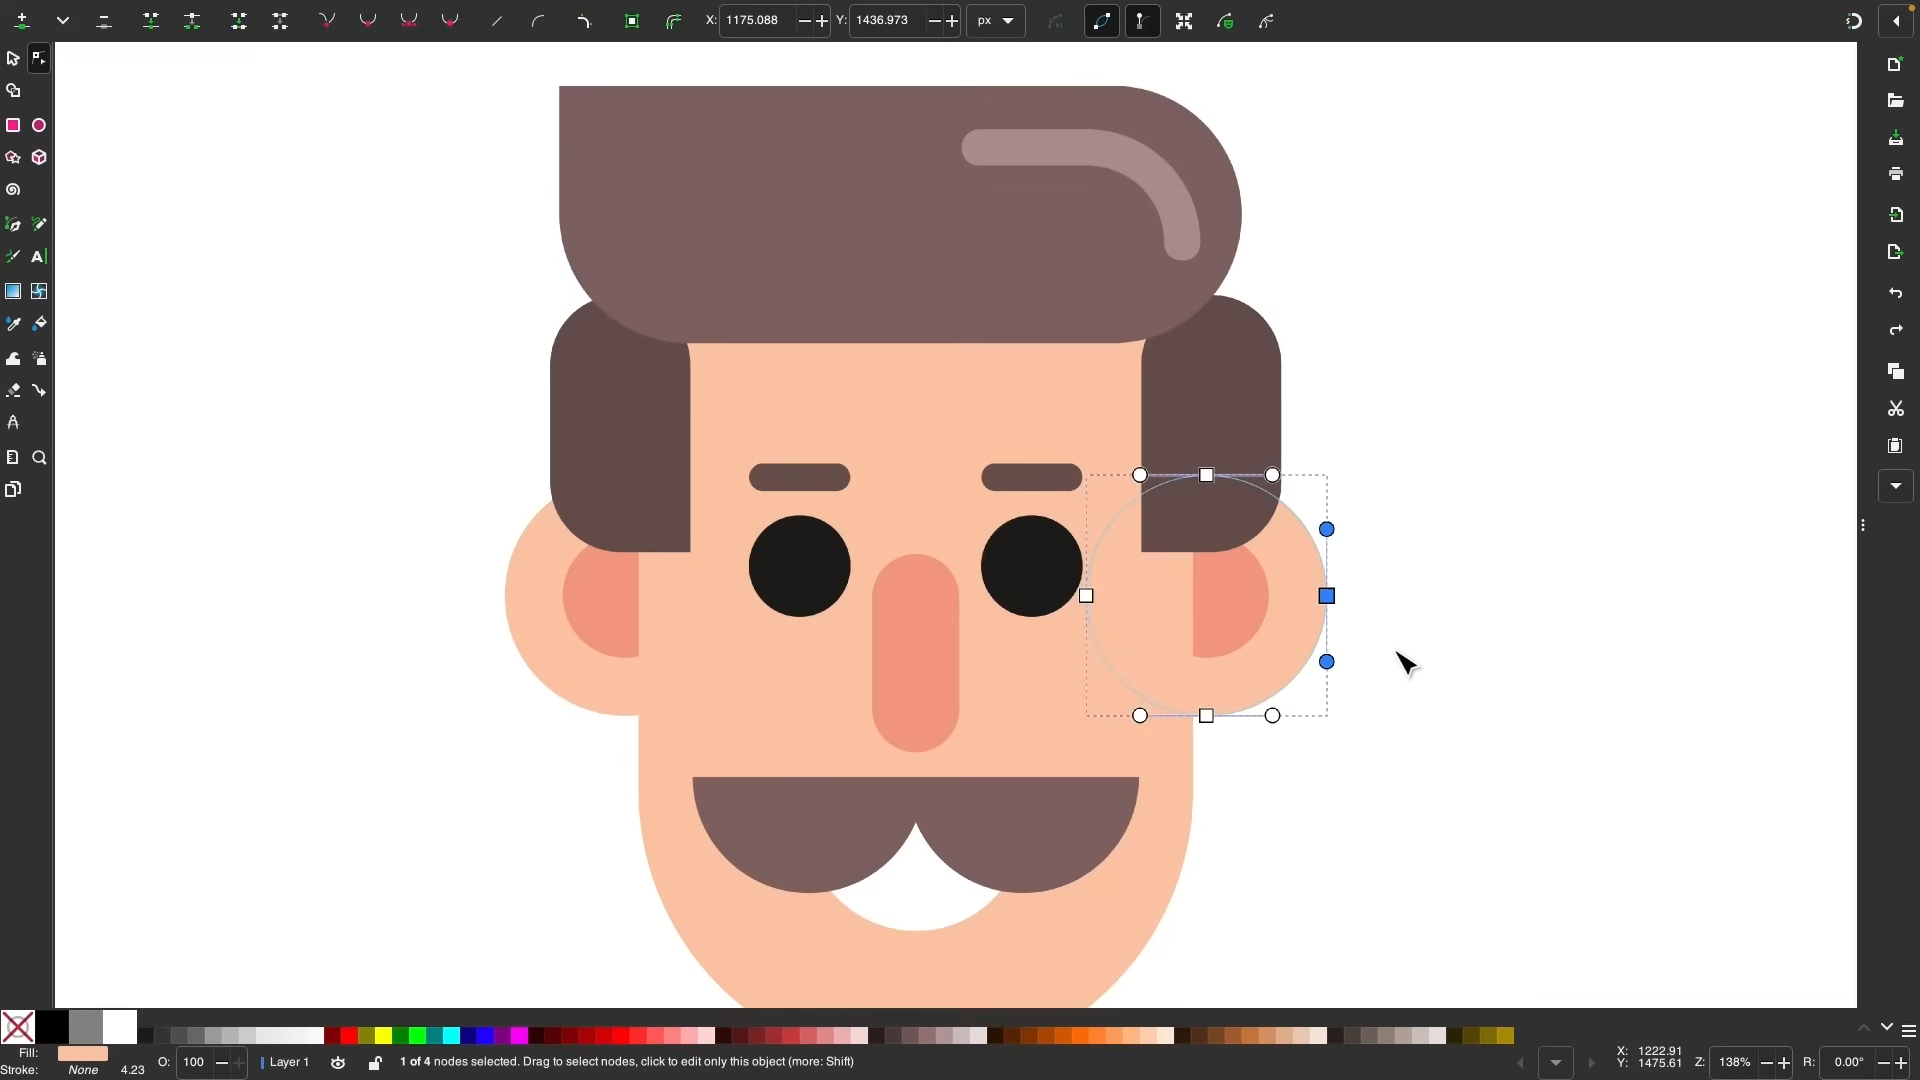 X: 1175.088 Y: 1436.973 px
Fill:
Stroke: None 4.23
O: 100
Layer 1
1 of 4 nodes selected. Drag to select nodes, click to edit only this object (more: Shift)
X: 1222.91
Y: 1475.61
Z: 138%
R: 0.00°